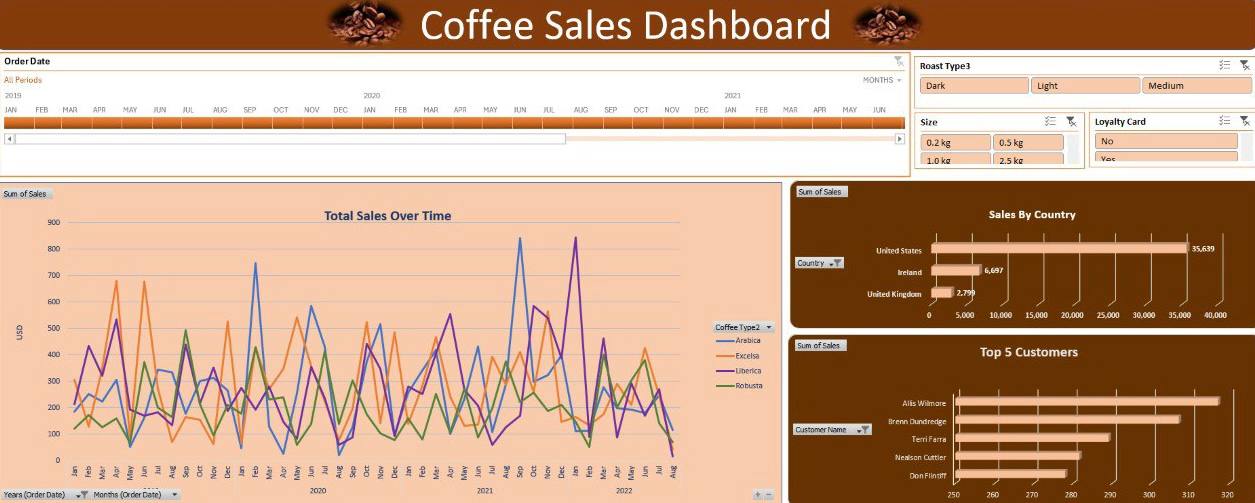 Coffee Sales Dashboard
Order Date
All Periods
MONTHS
2019 2020 2021
JAN FEB MAR APR MAY JUN JUL AUG SEP OCT NOV DEC JAN FEB MAR APR MAY JUN JUL AUG SEP OCT NOV DEC JAN FEB MAR APR MAY JUN
Roast Type3
Dark Light Medium
Size
0.2 kg 0.5 kg
1.0 kg 2.5 kg
Loyalty Card
No
Yes
Sum of Sales
Total Sales Over Time
USD
900
800
700
600
500
400
300
200
100
0
Jan Feb Mar Apr May Jun Jul Aug Sep Oct Nov Dec Jan Feb Mar Apr May Jun Jul Aug Sep Oct Nov Dec Jan Feb Mar Apr May Jun Jul Aug Sep Oct Nov Dec Jan Feb Mar Apr May Jun Jul Aug
2019 2020 2021 2022
Coffee Type2
Arabica
Excelsa
Liberica
Robusta
Years (Order Date) Months (Order Date)
Sum of Sales
Sales By Country
Country
United States 35,639
Ireland 6,697
United Kingdom 2,799
0 5,000 10,000 15,000 20,000 25,000 30,000 35,000 40,000
Sum of Sales
Top 5 Customers
Customer Name
Allis Wilmore
Brenn Dundredge
Terri Farra
Nealson Cuttler
Don Flintiff
250 260 270 280 290 300 310 320